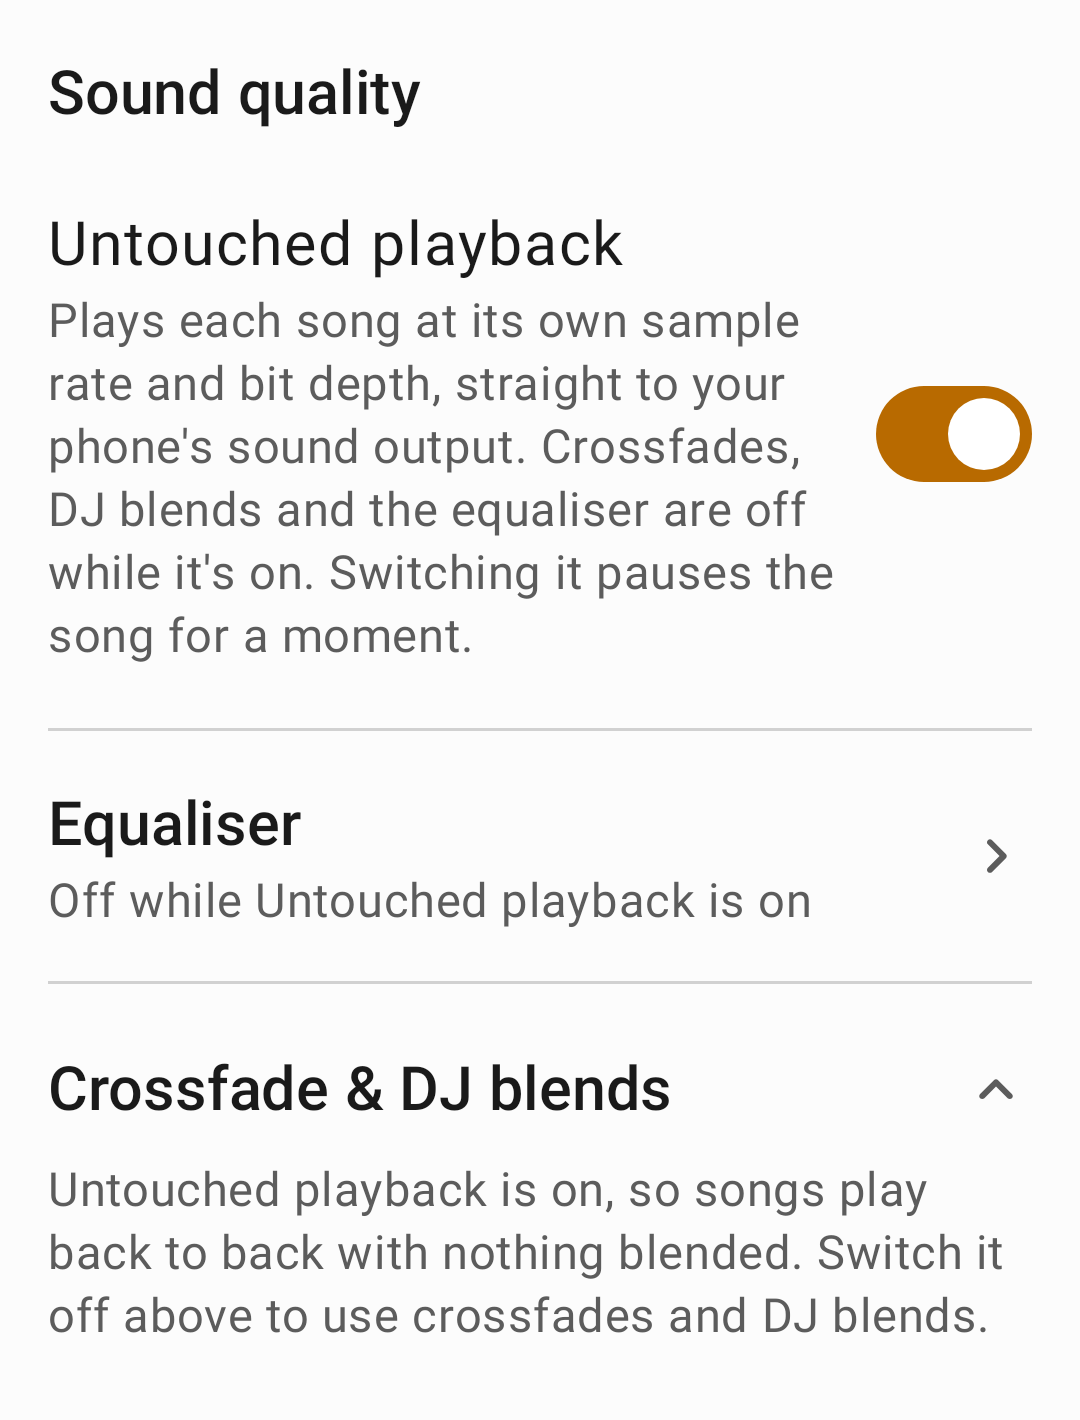 Sound quality
Untouched playback
Plays each song at its own sample
rate and bit depth, straight to your
phone's sound output. Crossfades,
DJ blends and the equaliser are off
while it's on. Switching it pauses the
song for a moment.
Equaliser
Off while Untouched playback is on
Crossfade & DJ blends
Untouched playback is on, so songs play
back to back with nothing blended. Switch it
off above to use crossfades and DJ blends.